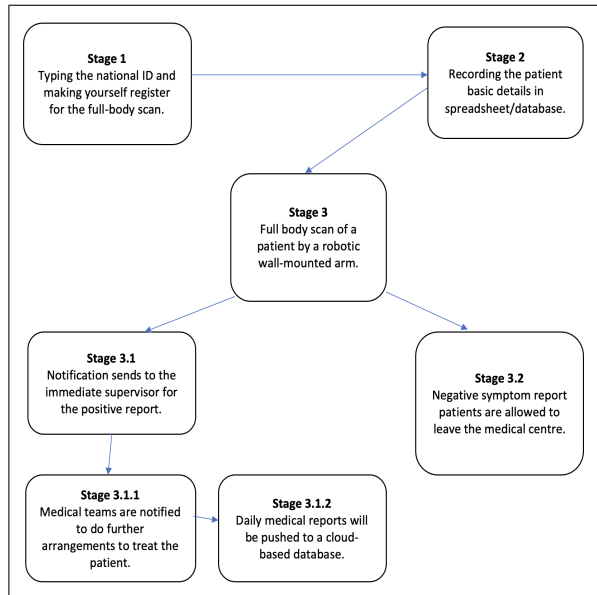 Stage 1
Typing the national ID and
making yourself register
for the full-body scan.
Stage 2
Recording the patient
basic details in
spreadsheet/database.
Stage 3
Full body scan of a
patient by a robotic
wall-mounted arm.
Stage 3.1
Notification sends to the
immediate supervisor for
the positive report.
Stage 3.2
Negative symptom report
patients are allowed to
leave the medical centre.
Stage 3.1.1
Medical teams are notified
to do further
arrangements to treat the
patient.
Stage 3.1.2
Daily medical reports will
be pushed to a cloud-
based database.